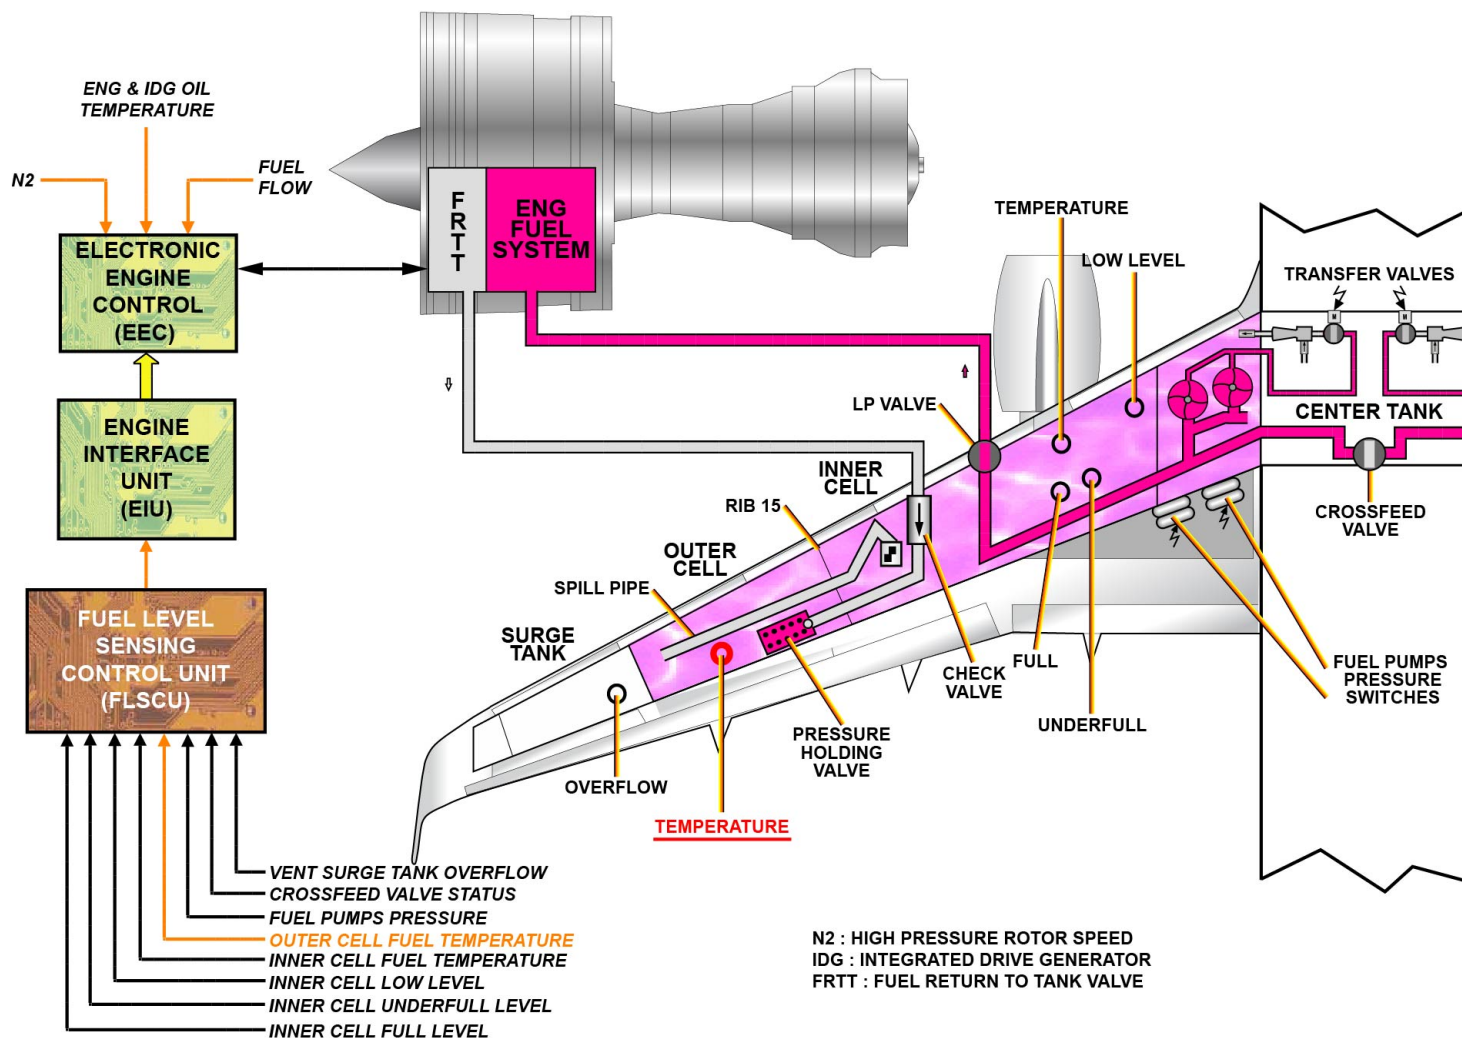 ENG & IDG OIL
TEMPERATURE
N2
FUEL
FLOW
ELECTRONIC
ENGINE
CONTROL
(EEC)
ENGINE
INTERFACE
UNIT
(EIU)
FUEL LEVEL
SENSING
CONTROL UNIT
(FLSCU)
VENT SURGE TANK OVERFLOW
CROSSFEED VALVE STATUS
FUEL PUMPS PRESSURE
OUTER CELL FUEL TEMPERATURE
INNER CELL FUEL TEMPERATURE
INNER CELL LOW LEVEL
INNER CELL UNDERFULL LEVEL
INNER CELL FULL LEVEL
FRTT
ENG
FUEL
SYSTEM
TEMPERATURE
LOW LEVEL
TRANSFER VALVES
M
M
LP VALVE
CENTER TANK
INNER
CELL
RIB 15
CROSSFEED
VALVE
OUTER
CELL
SPILL PIPE
SURGE
TANK
CHECK
VALVE
FULL
FUEL PUMPS
PRESSURE
SWITCHES
UNDERFULL
PRESSURE
HOLDING
VALVE
OVERFLOW
TEMPERATURE
N2 : HIGH PRESSURE ROTOR SPEED
IDG : INTEGRATED DRIVE GENERATOR
FRTT : FUEL RETURN TO TANK VALVE